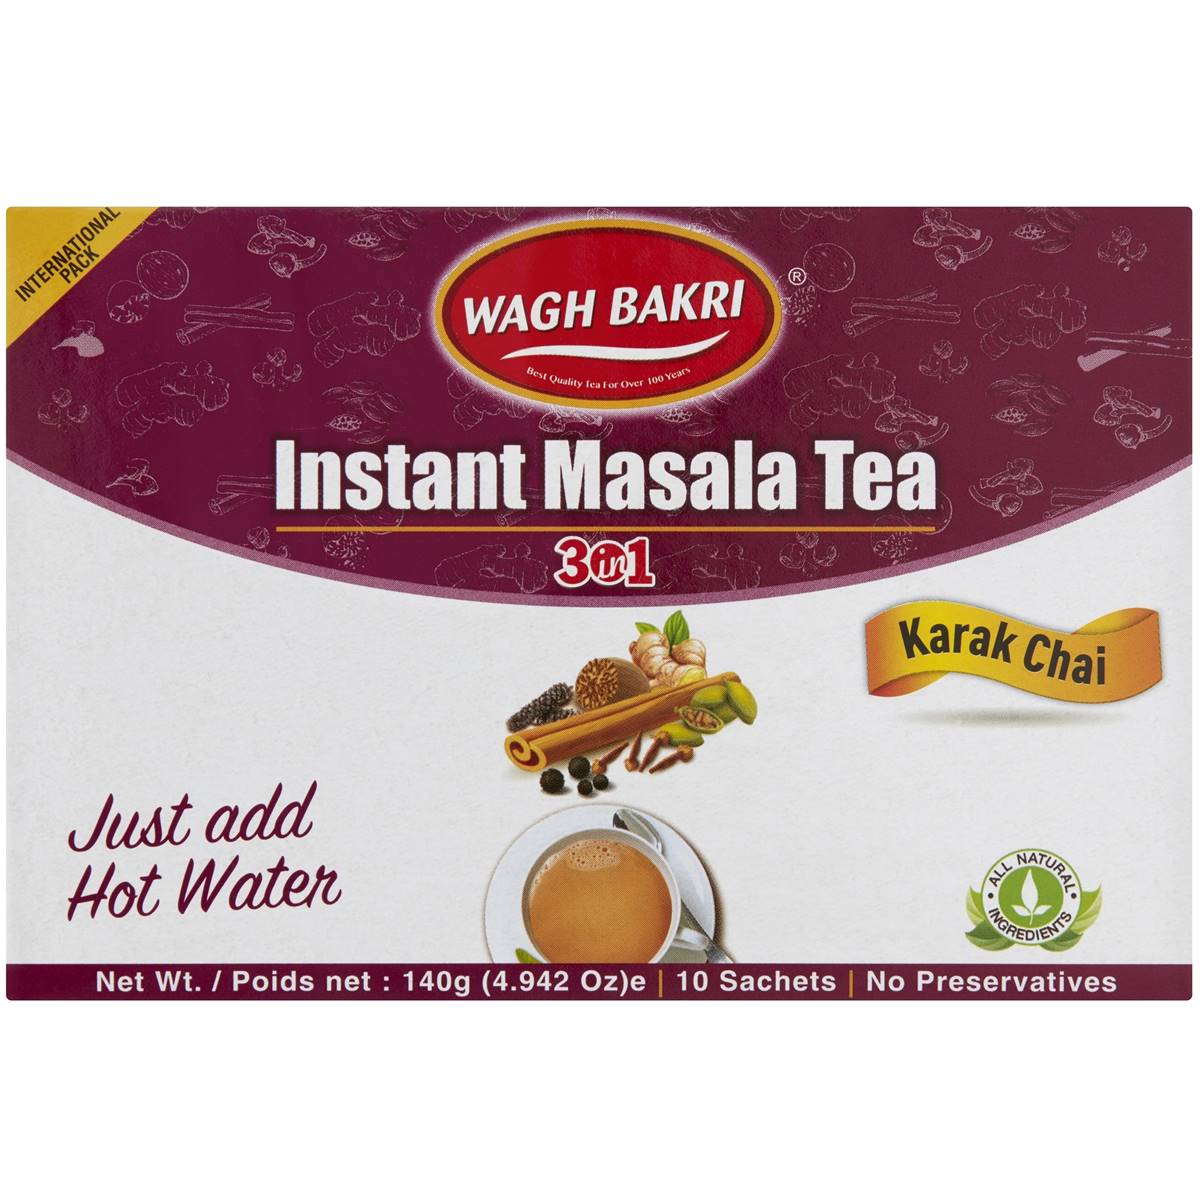 INTERNATIONAL
PACK
WAGH BAKRI
®
Best Quality Tea For Over 100 Years
Instant Masala Tea
3in1
Karak Chai
Just add
Hot Water
ALL NATURAL
INGREDIENTS
Net Wt. / Poids net : 140g (4.942 Oz)e | 10 Sachets | No Preservatives